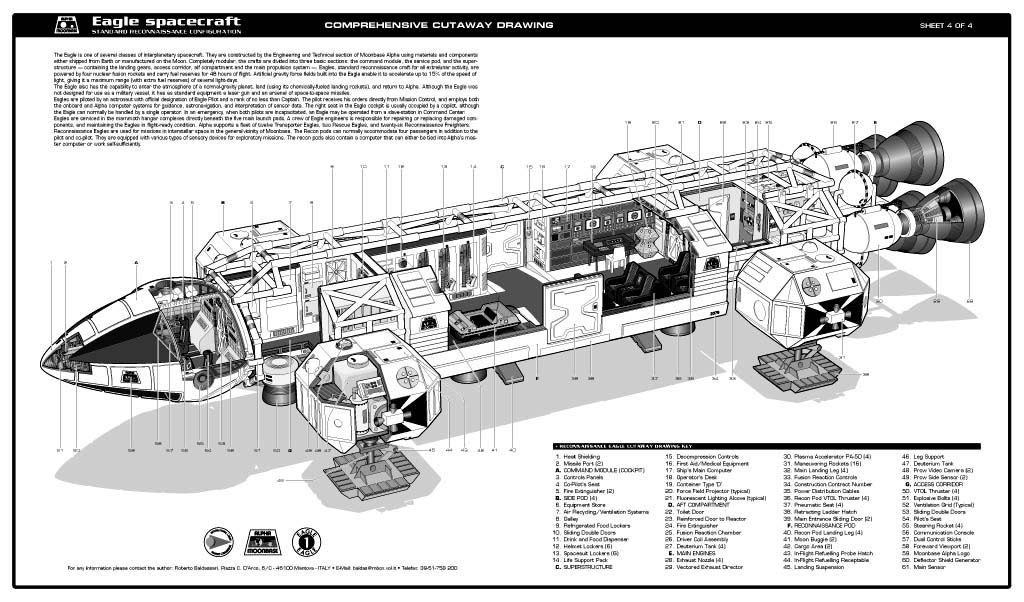 Eagle spacecraft
STANDARD RECONNAISSANCE CONFIGURATION
COMPREHENSIVE CUTAWAY DRAWING
SHEET 4 OF 4
The Eagle is one of several classes of interplanetary spacecraft. They are constructed by the Engineering and Technical section of Moonbase Alpha using materials and components
either shipped from Earth or manufactured on the Moon. Completely modular, the crafts are divided into three basic sections: the command module, the service pod, and the super-
structure — containing the landing gears, access corridor, aft compartment and the main propulsion system — Eagles, standard reconnaissance craft for all extralunar activity, are
powered by four nuclear fusion rockets and carry fuel reserves for 48 hours of flight. Artificial gravity force fields built into the Eagle enable it to accelerate up to 15% of the speed of
light, giving it a maximum range (with extra fuel reserves) of several light-days.
The Eagle also has the capability to enter the atmosphere of a normal-gravity planet, land (using its chemically-fueled landing rockets), and return to Alpha. Although the Eagle was
not designed for use as a military vessel, it has as standard equipment a laser gun and an arsenal of space-to-space missiles.
Eagles are piloted by an astronaut with official designation of Eagle Pilot and a rank of no less than Captain. The pilot receives his orders directly from Mission Control, and employs both
the onboard and Alpha computer systems for guidance, astronavigation, and interpretation of sensor data. The right seat in the Eagle cockpit is usually occupied by a copilot, although
the Eagle can normally be handled by a single operator. In an emergency, when both pilots are incapacitated, an Eagle may be remotely-guided by computer in Command Center.
Eagles are serviced in the mammoth hangar complexes directly beneath the five main launch pads. A crew of Eagle engineers is responsible for repairing or replacing damaged com-
ponents, and maintaining the Eagles in flight-ready condition. Alpha supports a fleet of twelve Transporter Eagles, two Rescue Eagles, and twenty-six Reconnaissance Freighters.
Reconnaissance Eagles are used for missions in interstellar space in the general vicinity of Moonbase. The Recon pods can normally accommodate four passengers in addition to the
pilot and co-pilot. They are equipped with various types of sensory devices for exploratory missions. The recon pods also contain a computer that can either be tied into Alpha's mas-
ter computer or work self-sufficiently.
• RECONNAISSANCE EAGLE CUTAWAY DRAWING KEY
1. Heat Shielding
2. Missile Port (2)
A. COMMAND MODULE (COCKPIT)
3. Controls Panels
4. Co-Pilot's Seat
5. Fire Extinguisher (2)
B. SIDE POD (4)
6. Equipment Store
7. Air Recycling/Ventilation Systems
8. Galley
9. Refrigerated Food Lockers
10. Sliding Double Doors
11. Drink and Food Dispenser
12. Helmet Lockers (6)
13. Spacesuit Lockers (6)
14. Life Support Pack
C. SUPERSTRUCTURE
15. Decompression Controls
16. First Aid/Medical Equipment
17. Ship's Main Computer
18. Operator's Desk
19. Container Type 'D'
20. Force Field Projector (typical)
21. Fluorescent Lighting Above (typical)
D. AFT COMPARTMENT
22. Toilet Door
23. Reinforced Door to Reactor
24. Fire Extinguisher
25. Fusion Reaction Chamber
26. Driver Coil Assembly
27. Deuterium Tank (4)
E. MAIN ENGINES
28. Exhaust Nozzle (4)
29. Vectored Exhaust Director
30. Plasma Accelerator PA-5D (4)
31. Maneuvering Rockets (16)
32. Main Landing Leg (4)
33. Fusion Reaction Controls
34. Construction Contract Number
35. Power Distribution Cables
36. Recon Pod VTOL Thruster (4)
37. Pneumatic Seat (4)
38. Retracting Ladder Hatch
39. Main Entrance Sliding Door (2)
F. RECONNAISSANCE POD
40. Recon Pod Landing Leg (4)
41. Moon Buggie (2)
42. Cargo Area (2)
43. In-Flight Refuelling Probe Hatch
44. In-Flight Refuelling Receptable
45. Landing Suspension
46. Leg Support
47. Deuterium Tank
48. Prow Video Camera (2)
49. Prow Side Sensor (2)
G. ACCESS CORRIDOR
50. VTOL Thruster (4)
51. Explosive Bolts (4)
52. Ventilation Grid (Typical)
53. Sliding Double Doors
54. Pilot's Seat
55. Steering Rocket (4)
56. Communication Console
57. Dual Control Sticks
58. Foreward Viewport (2)
59. Moonbase Alpha Logo
60. Deflector Shield Generator
61. Main Sensor
ALPHA
MOONBASE
EAGLE
1
EAGLE
For any information please contact the author: Roberto Baldassari, Piazza C. D'Arco, 6/C - 46100 Mantova - ITALY • E-Mail: baldas@mbox.vol.it • Telefax: 39-51-759 200